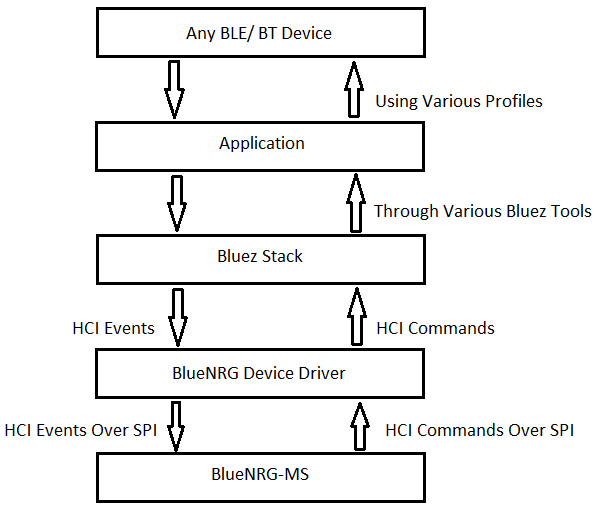 Any BLE/ BT Device
Using Various Profiles
Application
Through Various Bluez Tools
Bluez Stack
HCI Events
HCI Commands
BlueNRG Device Driver
HCI Events Over SPI
HCI Commands Over SPI
BlueNRG-MS